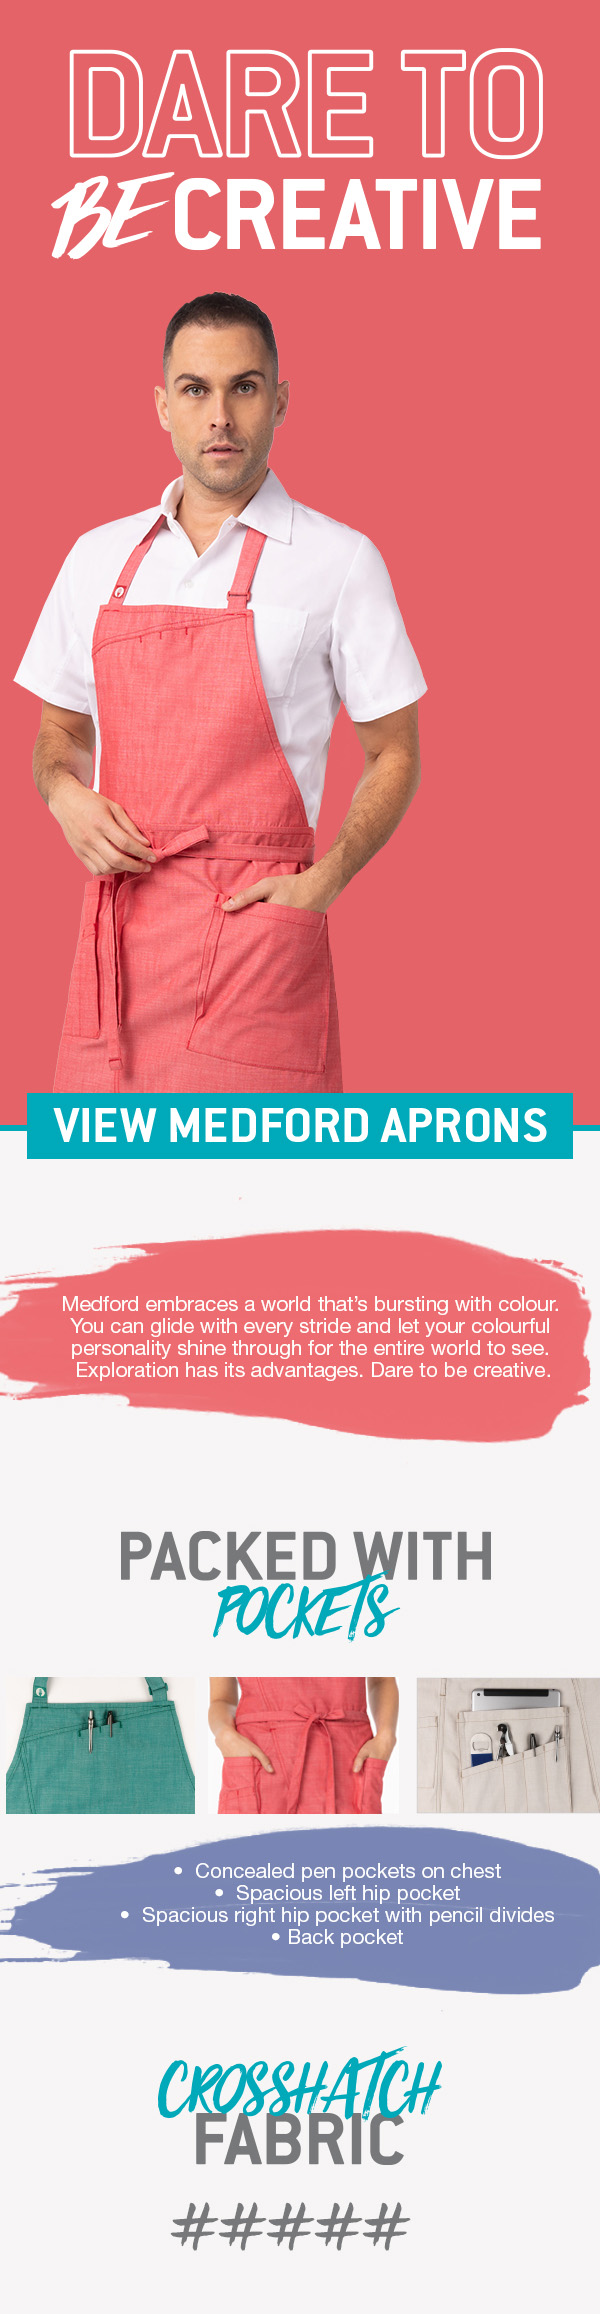 DARE TO
BE CREATIVE
VIEW MEDFORD APRONS
Medford embraces a world that's bursting with colour.
You can glide with every stride and let your colourful
personality shine through for the entire world to see.
Exploration has its advantages. Dare to be creative.
PACKED WITH
POCKETS
• Concealed pen pockets on chest
• Spacious left hip pocket
• Spacious right hip pocket with pencil divides
• Back pocket
CROSSHATCH
FABRIC
#####